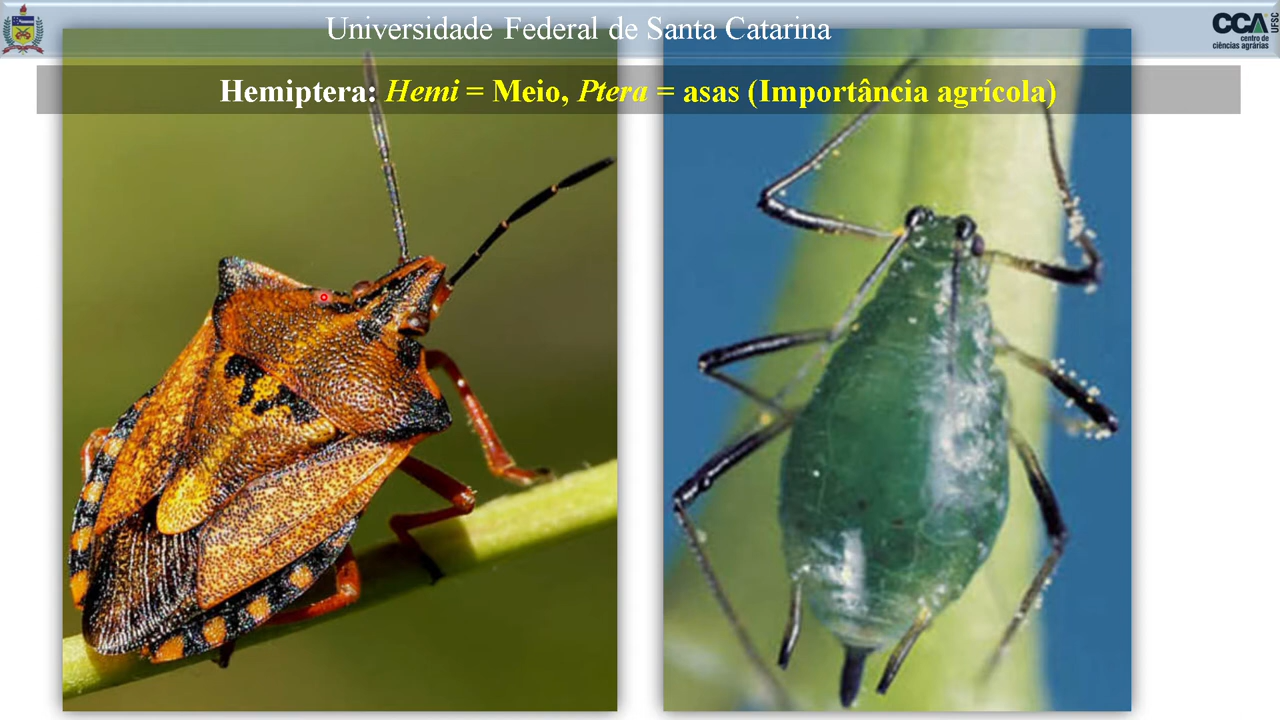 Universidade Federal de Santa Catarina
CCA
UFSC
centro de
ciências agrárias
Hemiptera: Hemi = Meio, Ptera = asas (Importância agrícola)